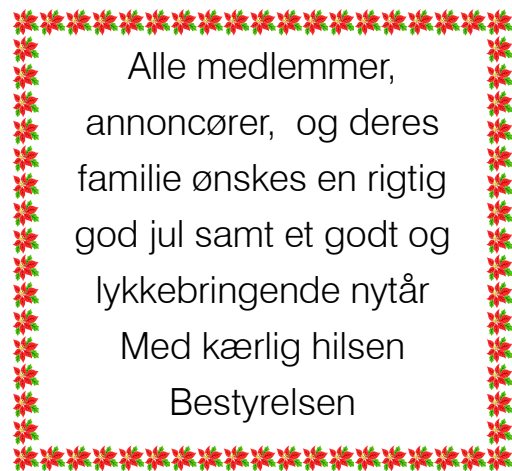 Alle medlemmer,
annoncører,  og deres
familie ønskes en rigtig
god jul samt et godt og
lykkebringende nytår
Med kærlig hilsen
Bestyrelsen